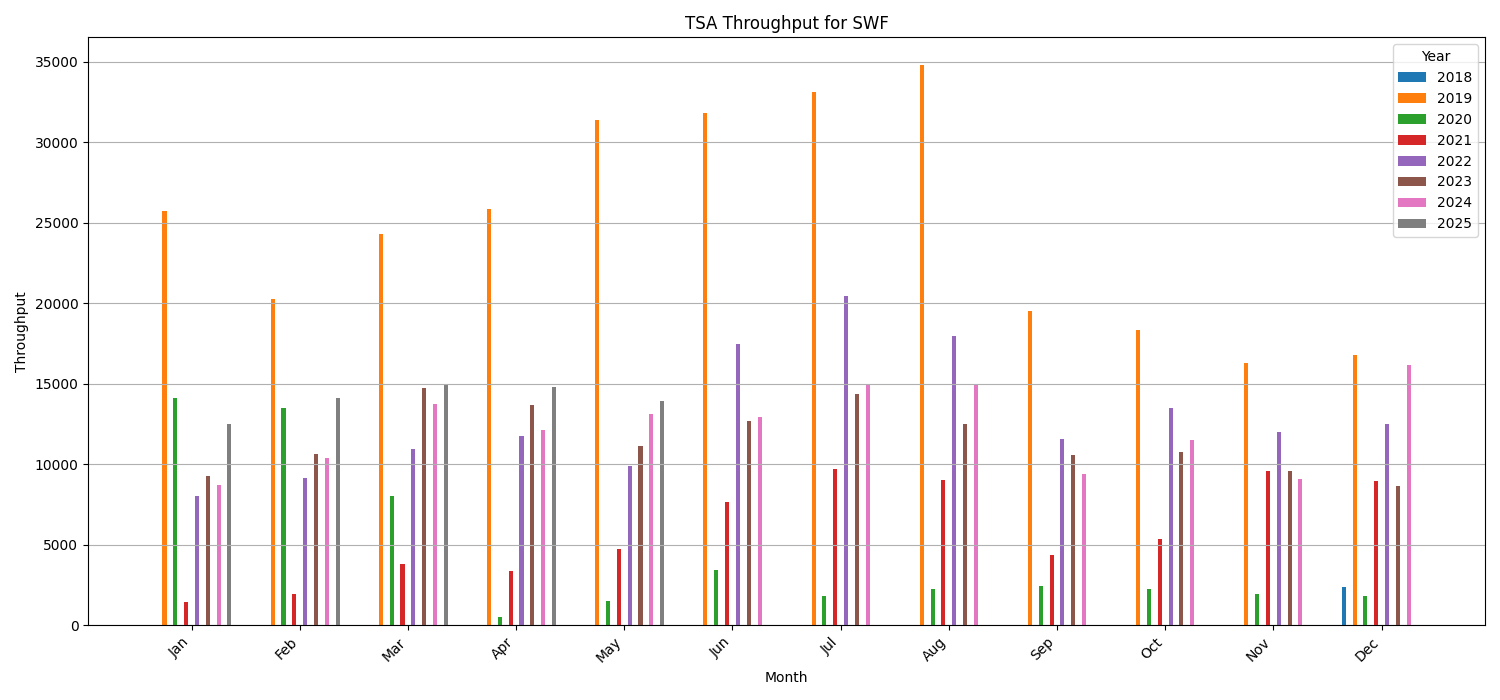 TSA Throughput for SWF
Year
2018
2019
2020
2021
2022
2023
2024
2025
Throughput
35000
30000
25000
20000
15000
10000
5000
0
Jan
Feb
Mar
Apr
May
Jun
Jul
Aug
Sep
Oct
Nov
Dec
Month